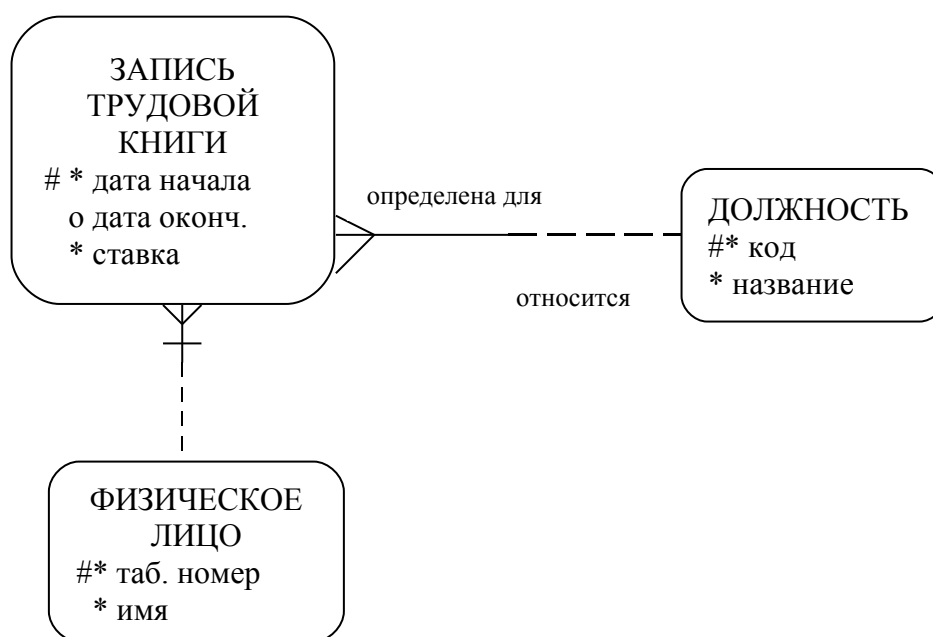 ЗАПИСЬ
ТРУДОВОЙ
КНИГИ
# * дата начала
о дата оконч.
* ставка
определена для
относится
ДОЛЖНОСТЬ
#* код
* название
ФИЗИЧЕСКОЕ
ЛИЦО
#* таб. номер
* имя